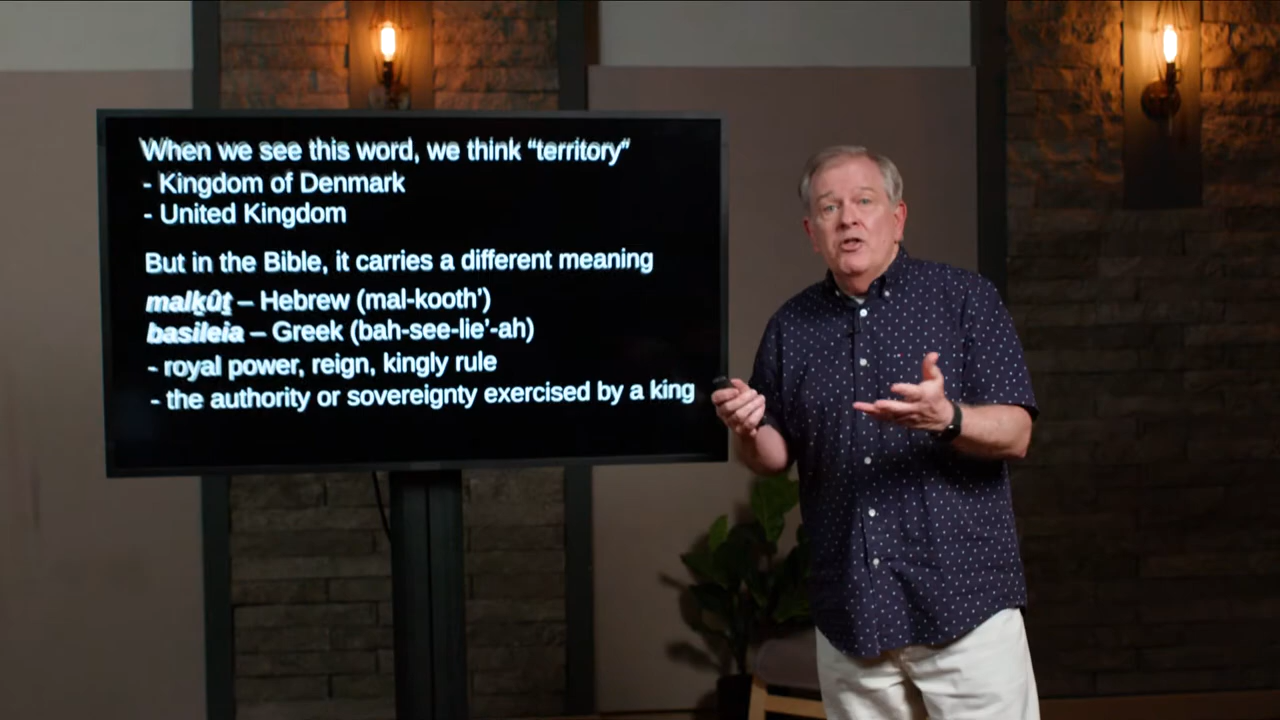 When we see this word, we think “territory”
- Kingdom of Denmark
- United Kingdom
But in the Bible, it carries a different meaning
malḵûṯ – Hebrew (mal-kooth’)
basileia – Greek (bah-see-lie’-ah)
- royal power, reign, kingly rule
- the authority or sovereignty exercised by a king